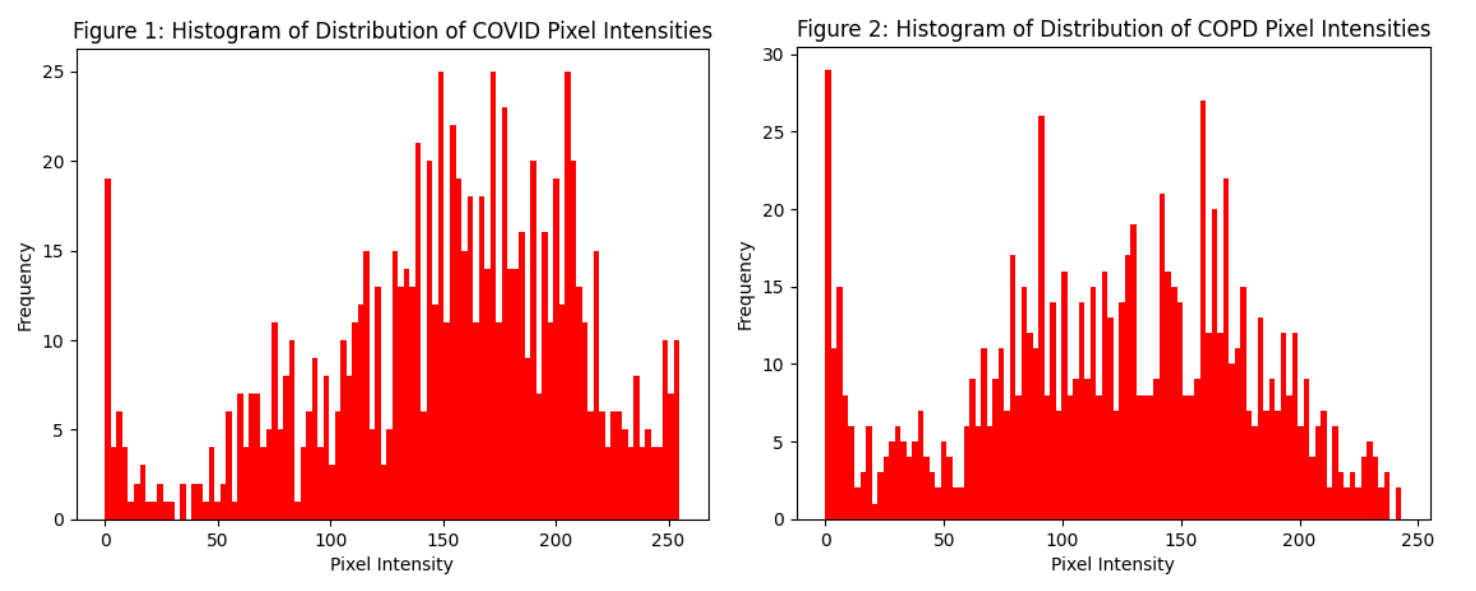 Figure 1: Histogram of Distribution of COVID Pixel Intensities
25
20
15
10
5
0
Frequency
0 50 100 150 200 250
Pixel Intensity
Figure 2: Histogram of Distribution of COPD Pixel Intensities
30
25
20
15
10
5
0
Frequency
0 50 100 150 200 250
Pixel Intensity